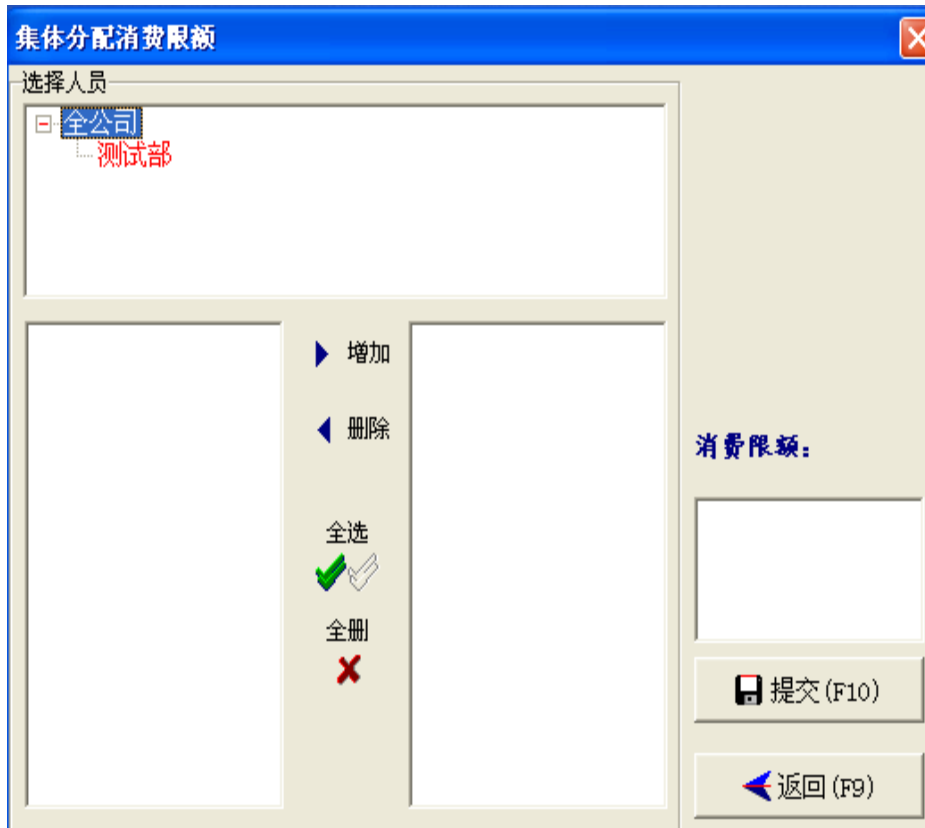 集体分配消费限额
选择人员
全公司
测试部
增加
删除
全选
全删
消费限额：
提交(F10)
返回(F9)